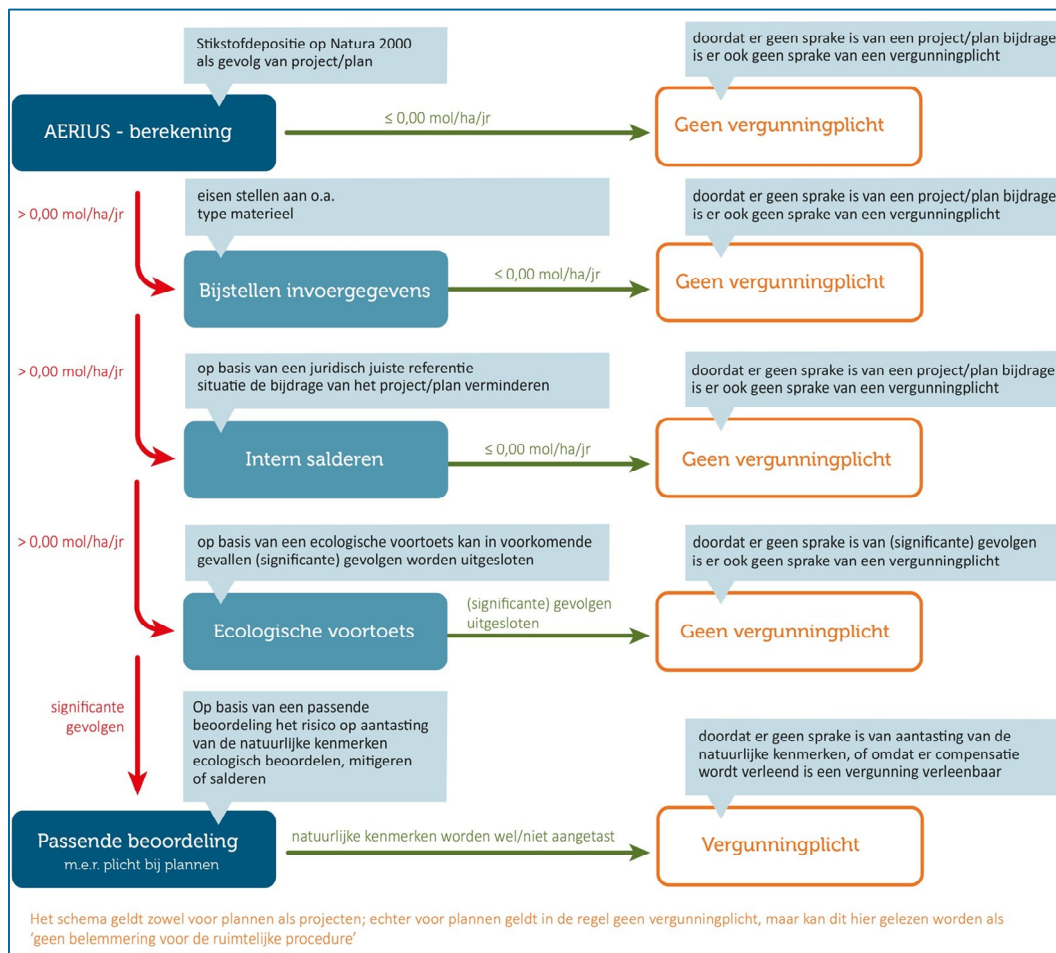 Stikstofdepositie op Natura 2000
als gevolg van project/plan
doordat er geen sprake is van een project/plan bijdrage
is er ook geen sprake van een vergunningplicht
AERIUS - berekening
≤ 0,00 mol/ha/jr
Geen vergunningplicht
> 0,00 mol/ha/jr
eisen stellen aan o.a.
type materieel
doordat er geen sprake is van een project/plan bijdrage
is er ook geen sprake van een vergunningplicht
Bijstellen invoergegevens
≤ 0,00 mol/ha/jr
Geen vergunningplicht
> 0,00 mol/ha/jr
op basis van een juridisch juiste referentie
situatie de bijdrage van het project/plan verminderen
doordat er geen sprake is van een project/plan bijdrage
is er ook geen sprake van een vergunningplicht
Intern salderen
≤ 0,00 mol/ha/jr
Geen vergunningplicht
> 0,00 mol/ha/jr
op basis van een ecologische voortoets kan in voorkomende
gevallen (significante) gevolgen worden uitgesloten
doordat er geen sprake is van (significante) gevolgen
is er ook geen sprake van een vergunningplicht
Ecologische voortoets
(significante) gevolgen
uitgesloten
Geen vergunningplicht
significante
gevolgen
Op basis van een passende
beoordeling het risico op aantasting
van de natuurlijke kenmerken
ecologisch beoordelen, mitigeren
of salderen
doordat er geen sprake is van aantasting van de
natuurlijke kenmerken, of omdat er compensatie
wordt verleend is een vergunning verleenbaar
Passende beoordeling
m.e.r. plicht bij plannen
natuurlijke kenmerken worden wel/niet aangetast
Vergunningplicht
Het schema geldt zowel voor plannen als projecten; echter voor plannen geldt in de regel geen vergunningplicht, maar kan dit hier gelezen worden als
'geen belemmering voor de ruimtelijke procedure'